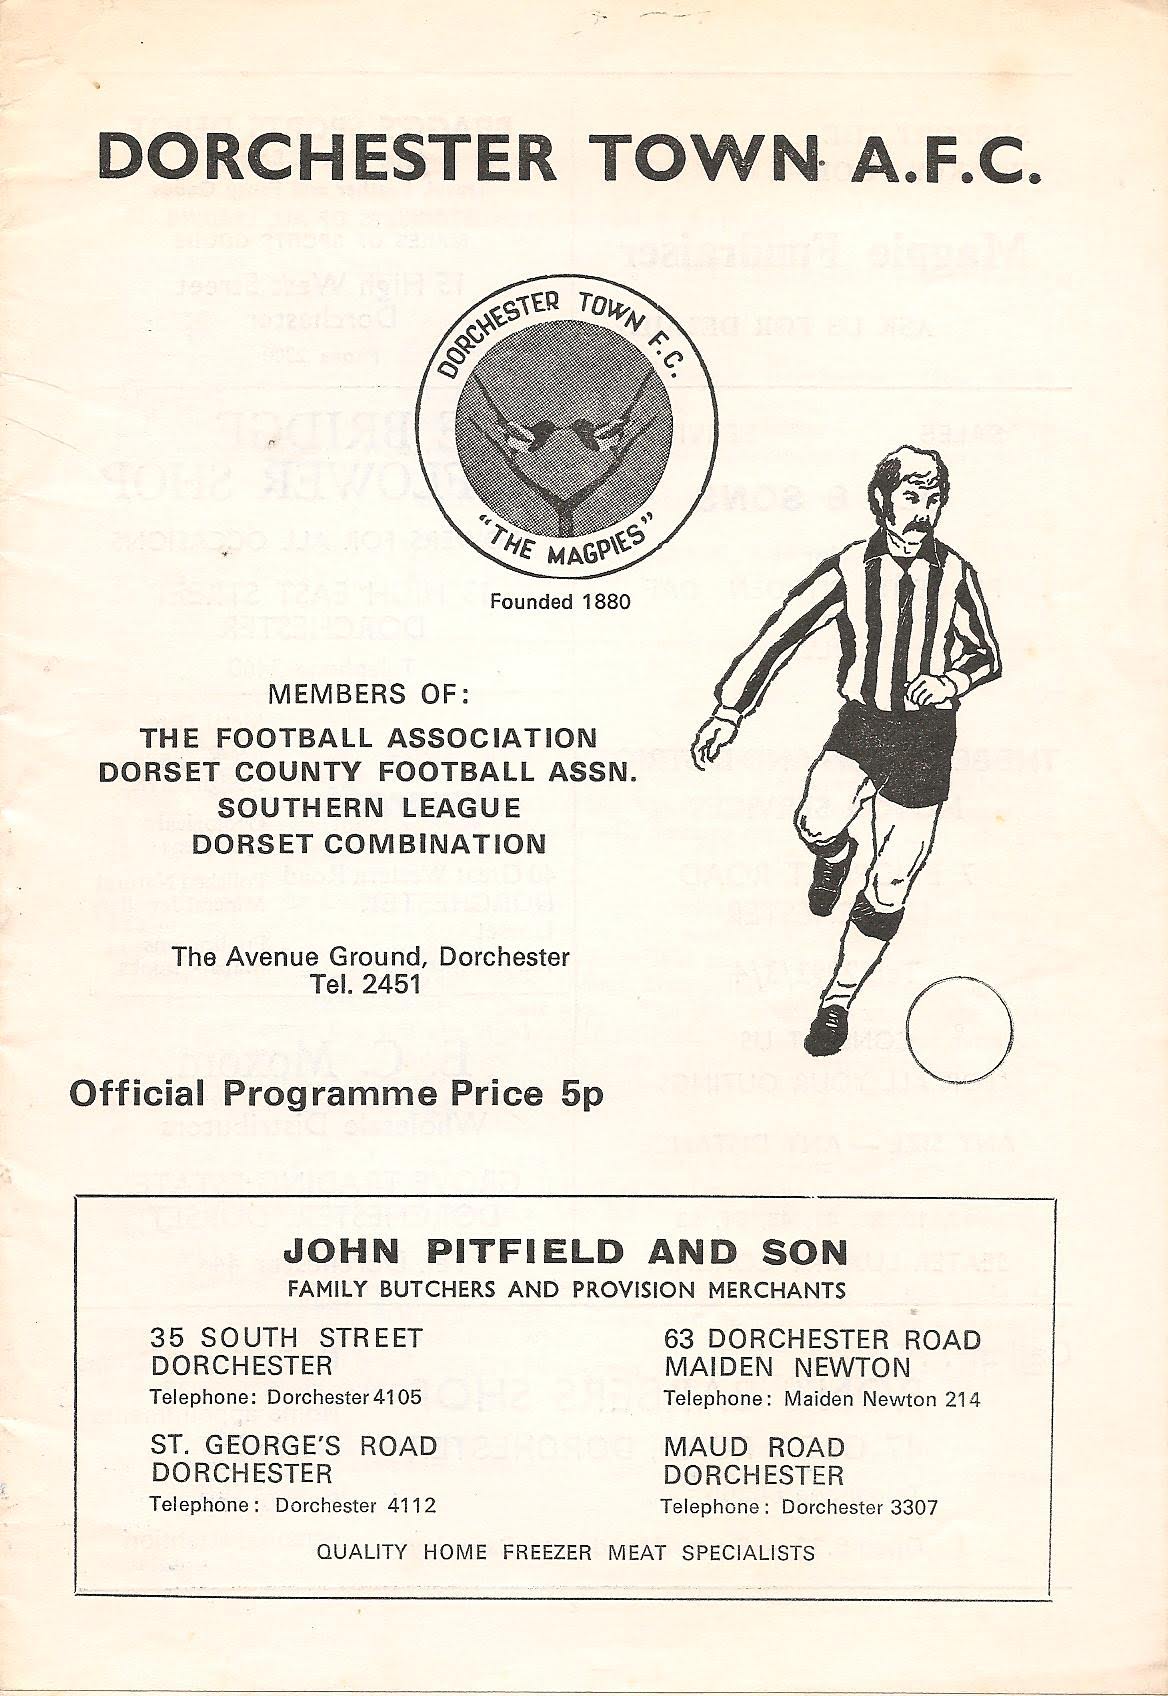 DORCHESTER TOWN A.F.C.
DORCHESTER TOWN F.C.
"THE MAGPIES"
Founded 1880
MEMBERS OF:
THE FOOTBALL ASSOCIATION
DORSET COUNTY FOOTBALL ASSN.
SOUTHERN LEAGUE
DORSET COMBINATION
The Avenue Ground, Dorchester
Tel. 2451
Official Programme Price 5p
JOHN PITFIELD AND SON
FAMILY BUTCHERS AND PROVISION MERCHANTS
35 SOUTH STREET
DORCHESTER
Telephone: Dorchester 4105
63 DORCHESTER ROAD
MAIDEN NEWTON
Telephone: Maiden Newton 214
ST. GEORGE'S ROAD
DORCHESTER
Telephone: Dorchester 4112
MAUD ROAD
DORCHESTER
Telephone: Dorchester 3307
QUALITY HOME FREEZER MEAT SPECIALISTS